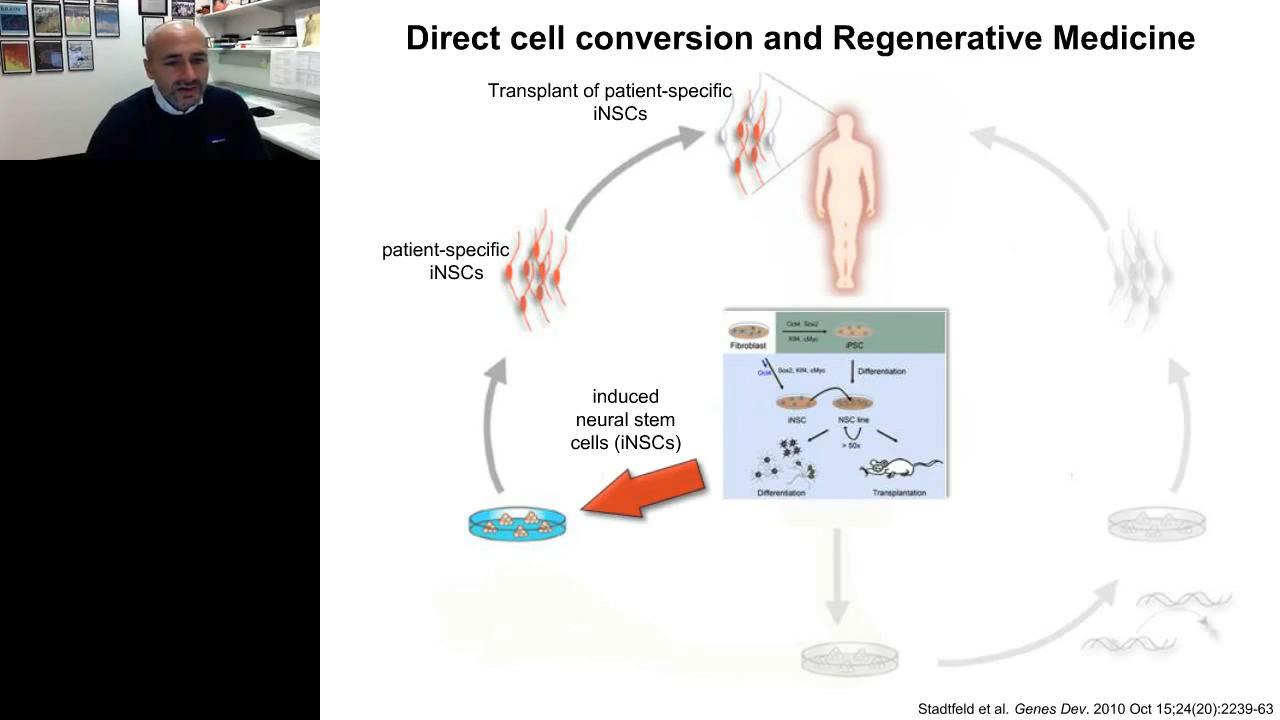 Direct cell conversion and Regenerative Medicine
Transplant of patient-specific
iNSCs
patient-specific
iNSCs
induced
neural stem
cells (iNSCs)
Oct4, Sox2
Klf4, cMyc
Fibroblast
iPSC
Oct4
Sox2, Klf4, cMyc
Differentiation
iNSC
NSC line
> 50x
Differentiation
Transplantation
Stadtfeld et al. Genes Dev. 2010 Oct 15;24(20):2239-63